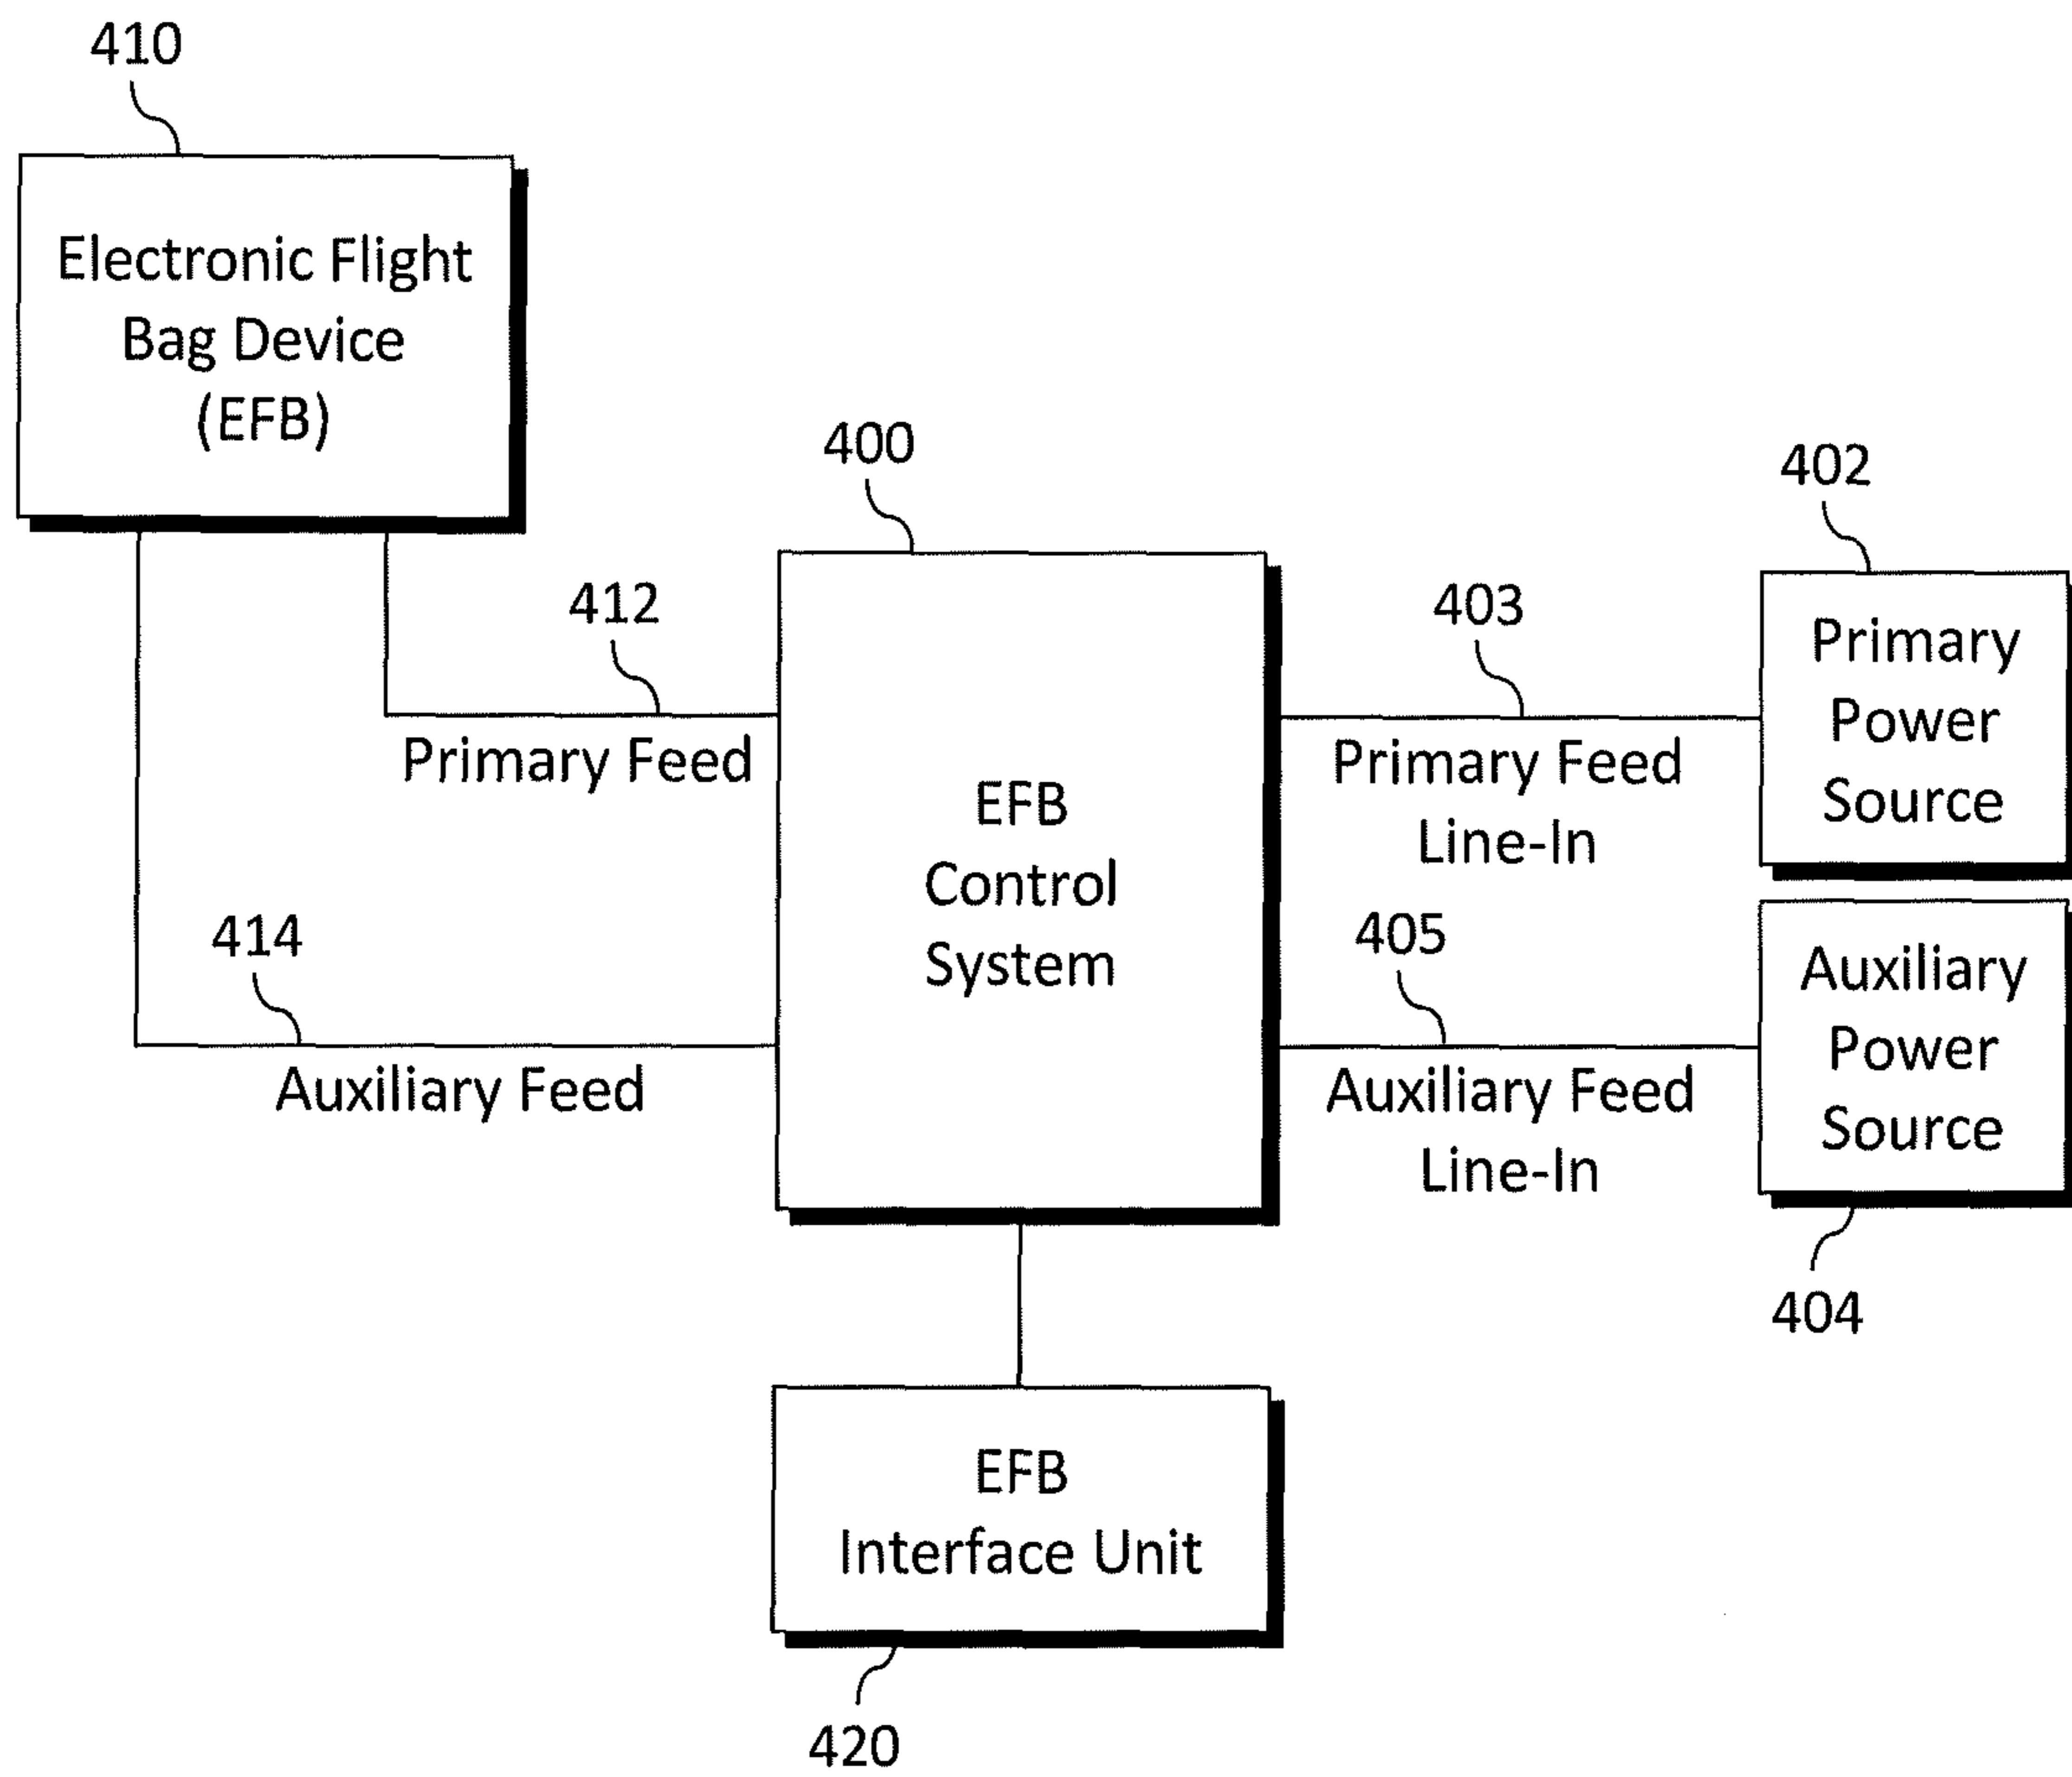 410
Electronic Flight
Bag Device
(EFB)
400
402
412
403
Primary Feed
EFB
Control
System
Primary Feed
Line-In
Primary
Power
Source
414
405
Auxiliary Feed
Auxiliary Feed
Line-In
Auxiliary
Power
Source
404
EFB
Interface Unit
420